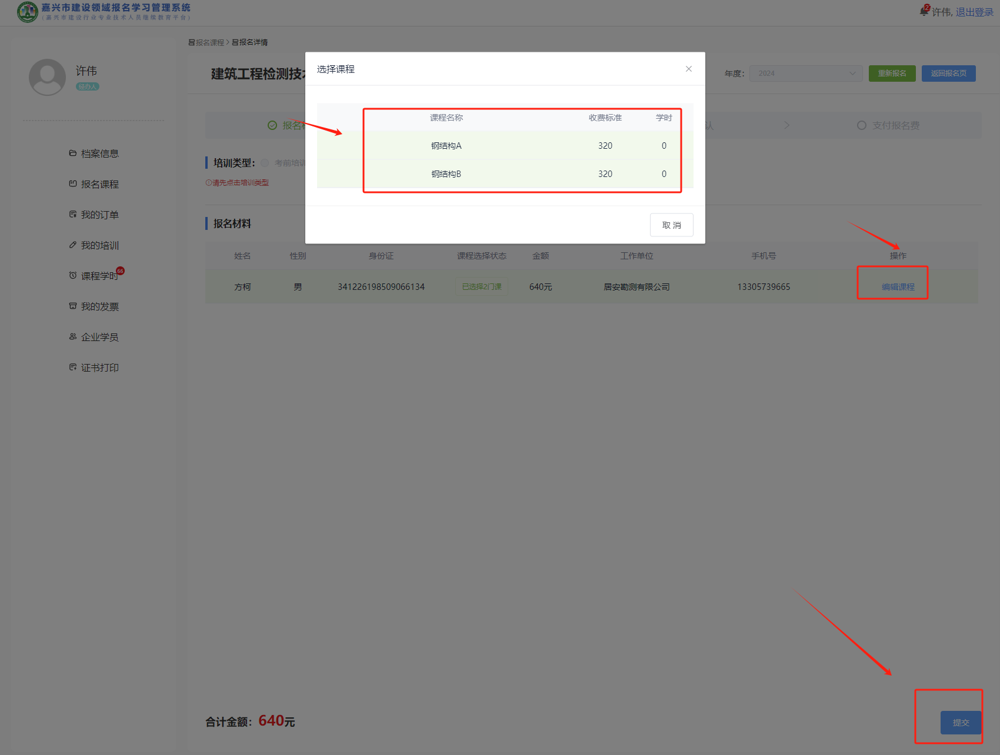 嘉兴市建设领域报名学习管理系统
(嘉兴市建设行业专业技术人员继续教育平台)
2
许伟, 退出登录
许伟
经办人
档案信息
报名课程
我的订单
我的培训
课程学时 66
我的发票
企业学员
证书打印
报名课程 > 报名详情
建筑工程检测技
年度: 2024 重新报名 返回报名页
报名
认
支付报名费
培训类型: 考前培训
请先点击培训类型
报名材料
选择课程
课程名称 收费标准 学时
钢结构A 320 0
钢结构B 320 0
取 消
姓名 性别 身份证 课程选择状态 金额 工作单位 手机号 操作
方柯 男 341226198509066134 已选择2门课 640元 居安勘测有限公司 13305739665 编辑课程
合计金额: 640元
提交